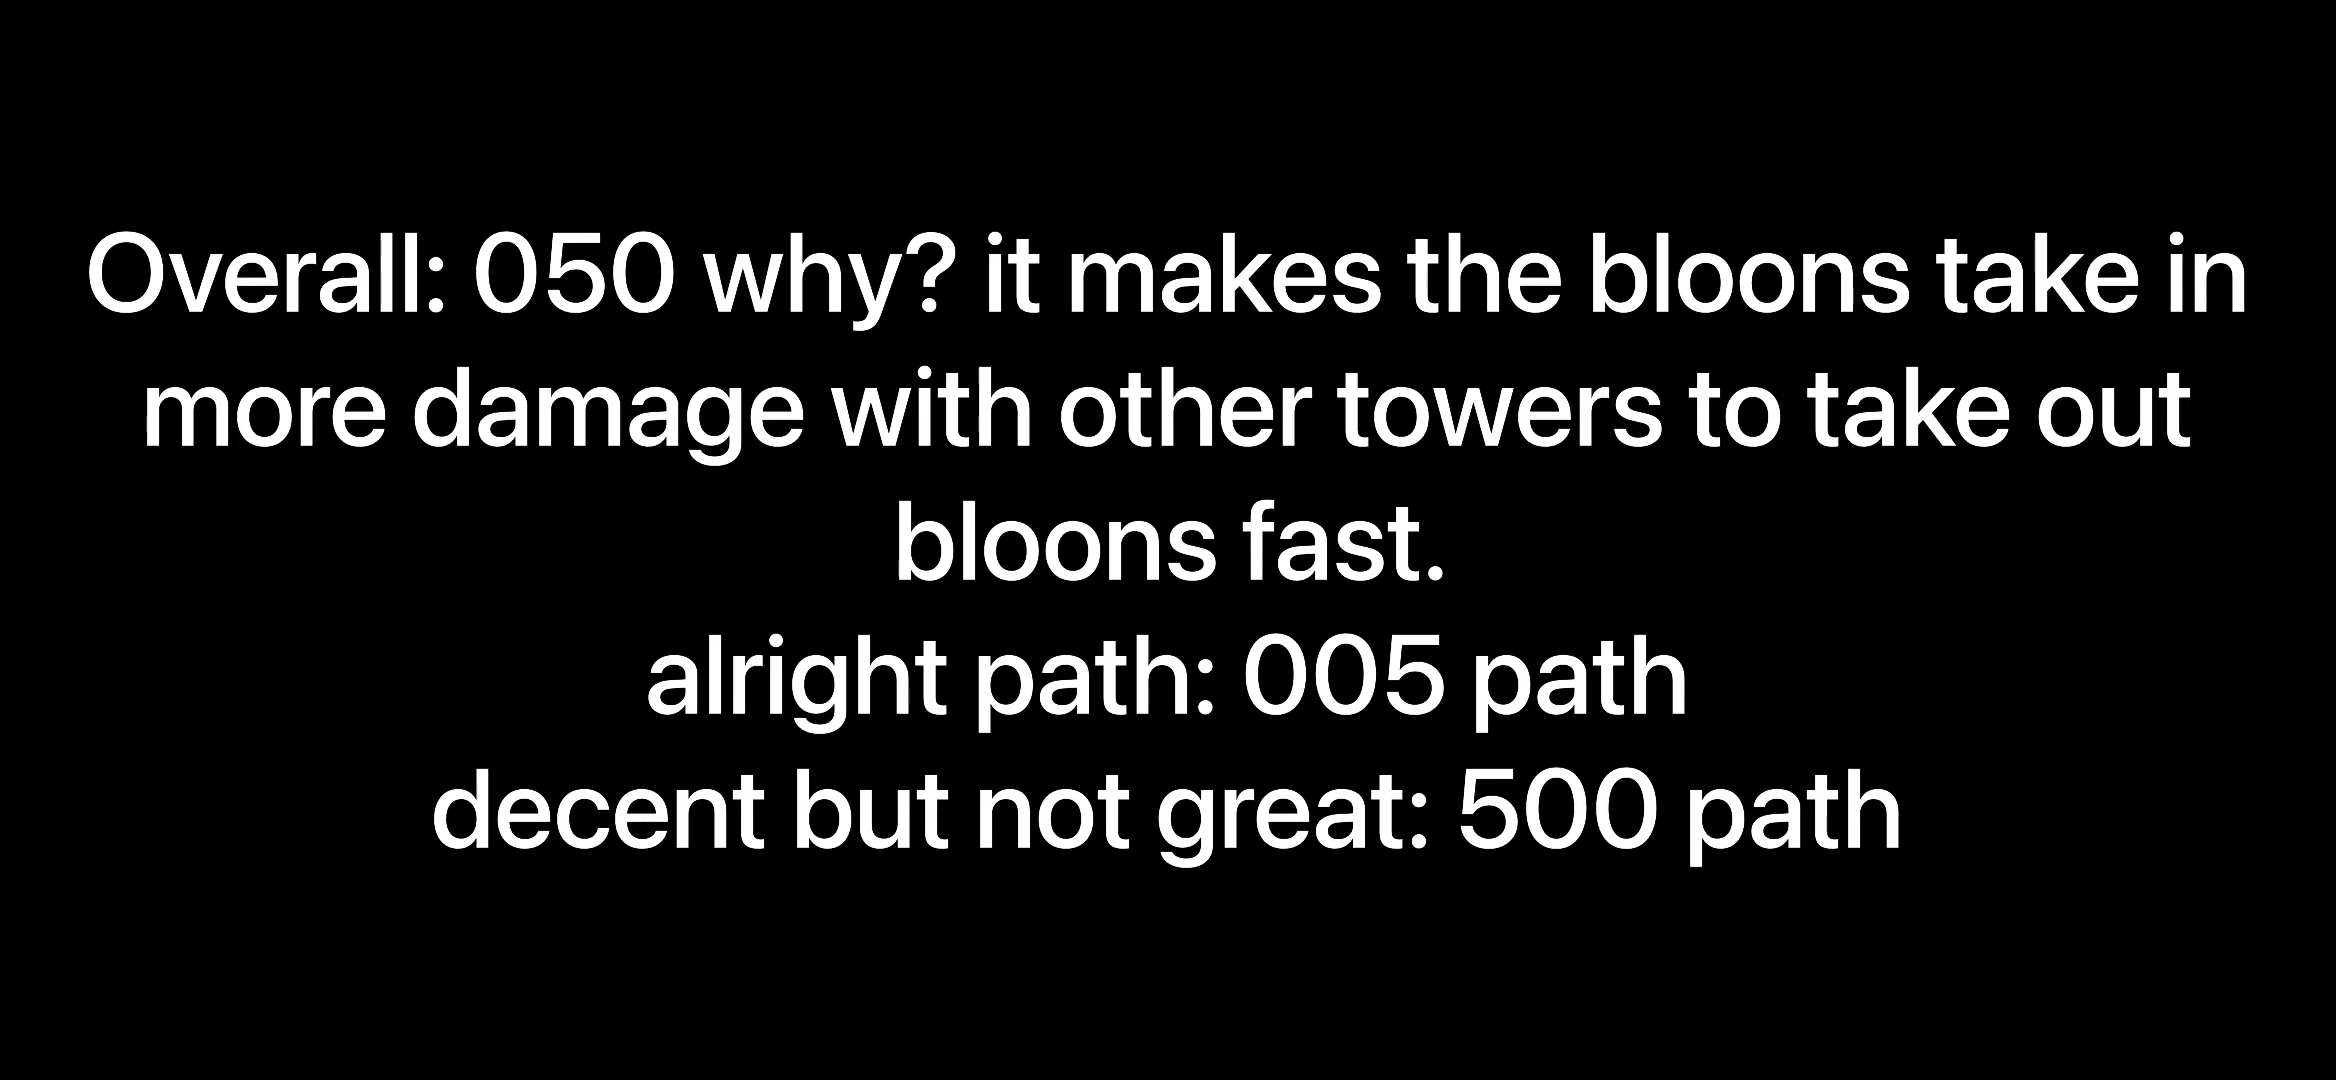 Overall: 050 why? it makes the bloons take in
more damage with other towers to take out
bloons fast.
alright path: 005 path
decent but not great: 500 path